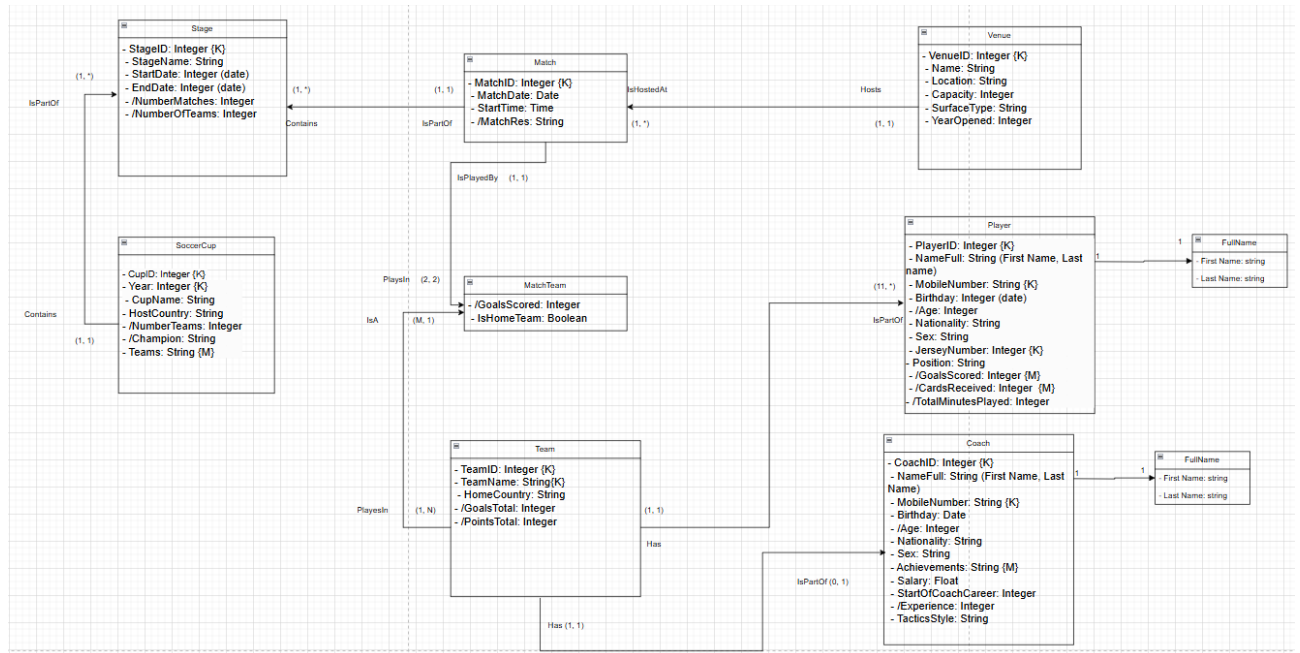 Stage
- StageID: Integer {K}
- StageName: String
- StartDate: Integer (date)
- EndDate: Integer (date)
- /NumberMatches: Integer
- /NumberOfTeams: Integer
(1, *)
IsPartOf
(1, *)
Contains
(1, 1)
IsPartOf
Match
- MatchID: Integer {K}
- MatchDate: Date
- StartTime: Time
- /MatchRes: String
IsHostedAt
(1, *)
Hosts
(1, 1)
Venue
- VenueID: Integer {K}
- Name: String
- Location: String
- Capacity: Integer
- SurfaceType: String
- YearOpened: Integer
IsPlayedBy (1, 1)
SoccerCup
- CupID: Integer {K}
- Year: Integer {K}
- CupName: String
- HostCountry: String
- /NumberTeams: Integer
- /Champion: String
- Teams: String {M}
Contains
(1, 1)
PlaysIn (2, 2)
IsA (M, 1)
MatchTeam
- /GoalsScored: Integer
- IsHomeTeam: Boolean
(11, *)
IsPartOf
Player
- PlayerID: Integer {K}
- NameFull: String (First Name, Last
name)
- MobileNumber: String {K}
- Birthday: Integer (date)
- /Age: Integer
- Nationality: String
- Sex: String
- JerseyNumber: Integer {K}
- Position: String
- /GoalsScored: Integer {M}
- /CardsReceived: Integer {M}
- /TotalMinutesPlayed: Integer
1
1
FullName
- First Name: string
- Last Name: string
Team
- TeamID: Integer {K}
- TeamName: String{K}
- HomeCountry: String
- /GoalsTotal: Integer
- /PointsTotal: Integer
PlayesIn (1, N)
(1, 1)
Has
Has (1, 1)
IsPartOf (0, 1)
Coach
- CoachID: Integer {K}
- NameFull: String (First Name, Last
Name)
- MobileNumber: String {K}
- Birthday: Date
- /Age: Integer
- Nationality: String
- Sex: String
- Achievements: String {M}
- Salary: Float
- StartOfCoachCareer: Integer
- /Experience: Integer
- TacticsStyle: String
1
1
FullName
- First Name: string
- Last Name: string